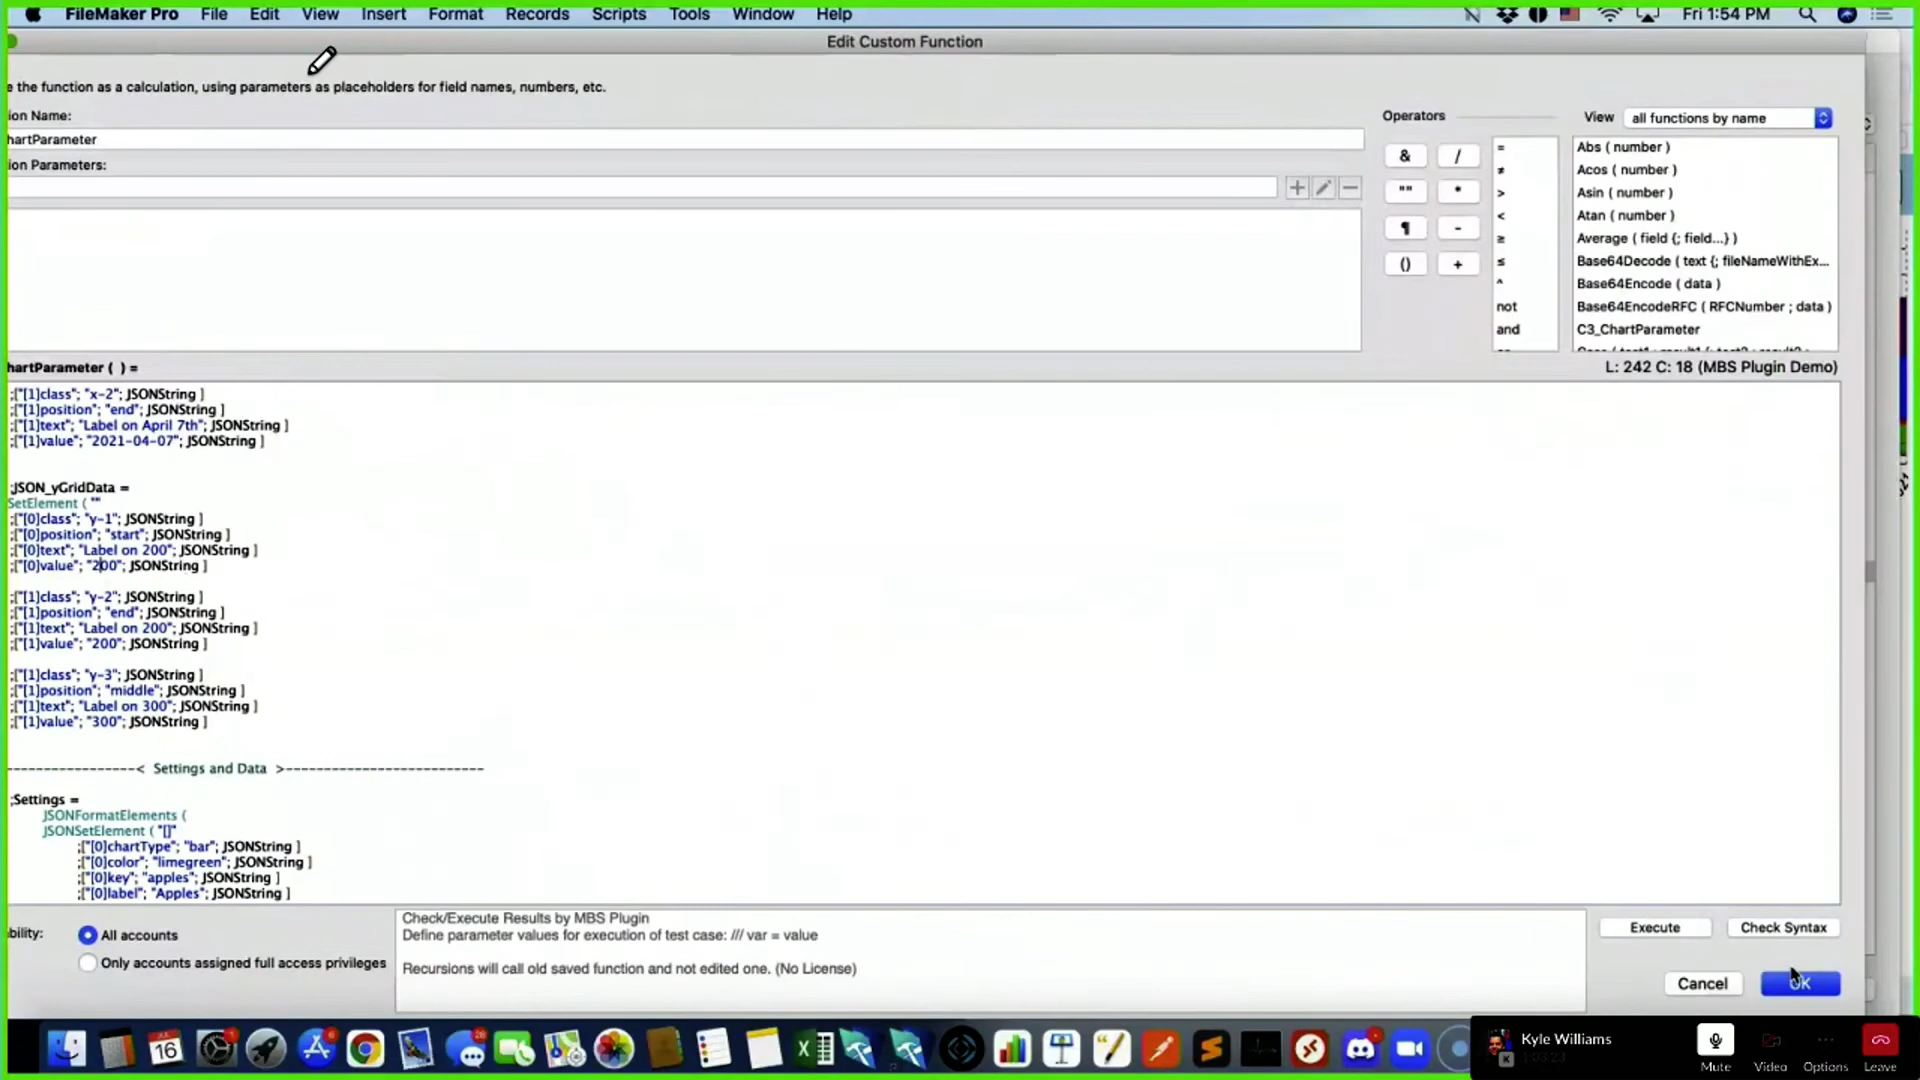 FileMaker Pro File Edit View Insert Format Records Scripts Tools Window Help Fri 1:54 PM
Edit Custom Function
e the function as a calculation, using parameters as placeholders for field names, numbers, etc.
ion Name:
hartParameter
ion Parameters:
Operators
& /
"" *
¶ -
() +
=
≠
>
<
≥
≤
^
not
and
View all functions by name
Abs ( number )
Acos ( number )
Asin ( number )
Atan ( number )
Average ( field {; field...} )
Base64Decode ( text {; fileNameWithEx...
Base64Encode ( data )
Base64EncodeRFC ( RFCNumber ; data )
C3_ChartParameter
hartParameter ( ) =
L: 242 C: 18 (MBS Plugin Demo)
;["[1]class"; "x-2"; JSONString ]
;["[1]position"; "end"; JSONString ]
;["[1]text"; "Label on April 7th"; JSONString ]
;["[1]value"; "2021-04-07"; JSONString ]
;JSON_yGridData =
SetElement ( ""
;["[0]class"; "y-1"; JSONString ]
;["[0]position"; "start"; JSONString ]
;["[0]text"; "Label on 200"; JSONString ]
;["[0]value"; "200"; JSONString ]
;["[1]class"; "y-2"; JSONString ]
;["[1]position"; "end"; JSONString ]
;["[1]text"; "Label on 200"; JSONString ]
;["[1]value"; "200"; JSONString ]
;["[1]class"; "y-3"; JSONString ]
;["[1]position"; "middle"; JSONString ]
;["[1]text"; "Label on 300"; JSONString ]
;["[1]value"; "300"; JSONString ]
-----------------< Settings and Data >--------------------------
;Settings =
JSONFormatElements (
JSONSetElement ( "[]"
;["[0]chartType"; "bar"; JSONString ]
;["[0]color"; "limegreen"; JSONString ]
;["[0]key"; "apples"; JSONString ]
;["[0]label"; "Apples"; JSONString ]
bility: All accounts
Only accounts assigned full access privileges
Check/Execute Results by MBS Plugin
Define parameter values for execution of test case: /// var = value
Recursions will call old saved function and not edited one. (No License)
Execute Check Syntax
Cancel OK
JUL
16
Kyle Williams
K 1:03:23
Mute Video Options Leave